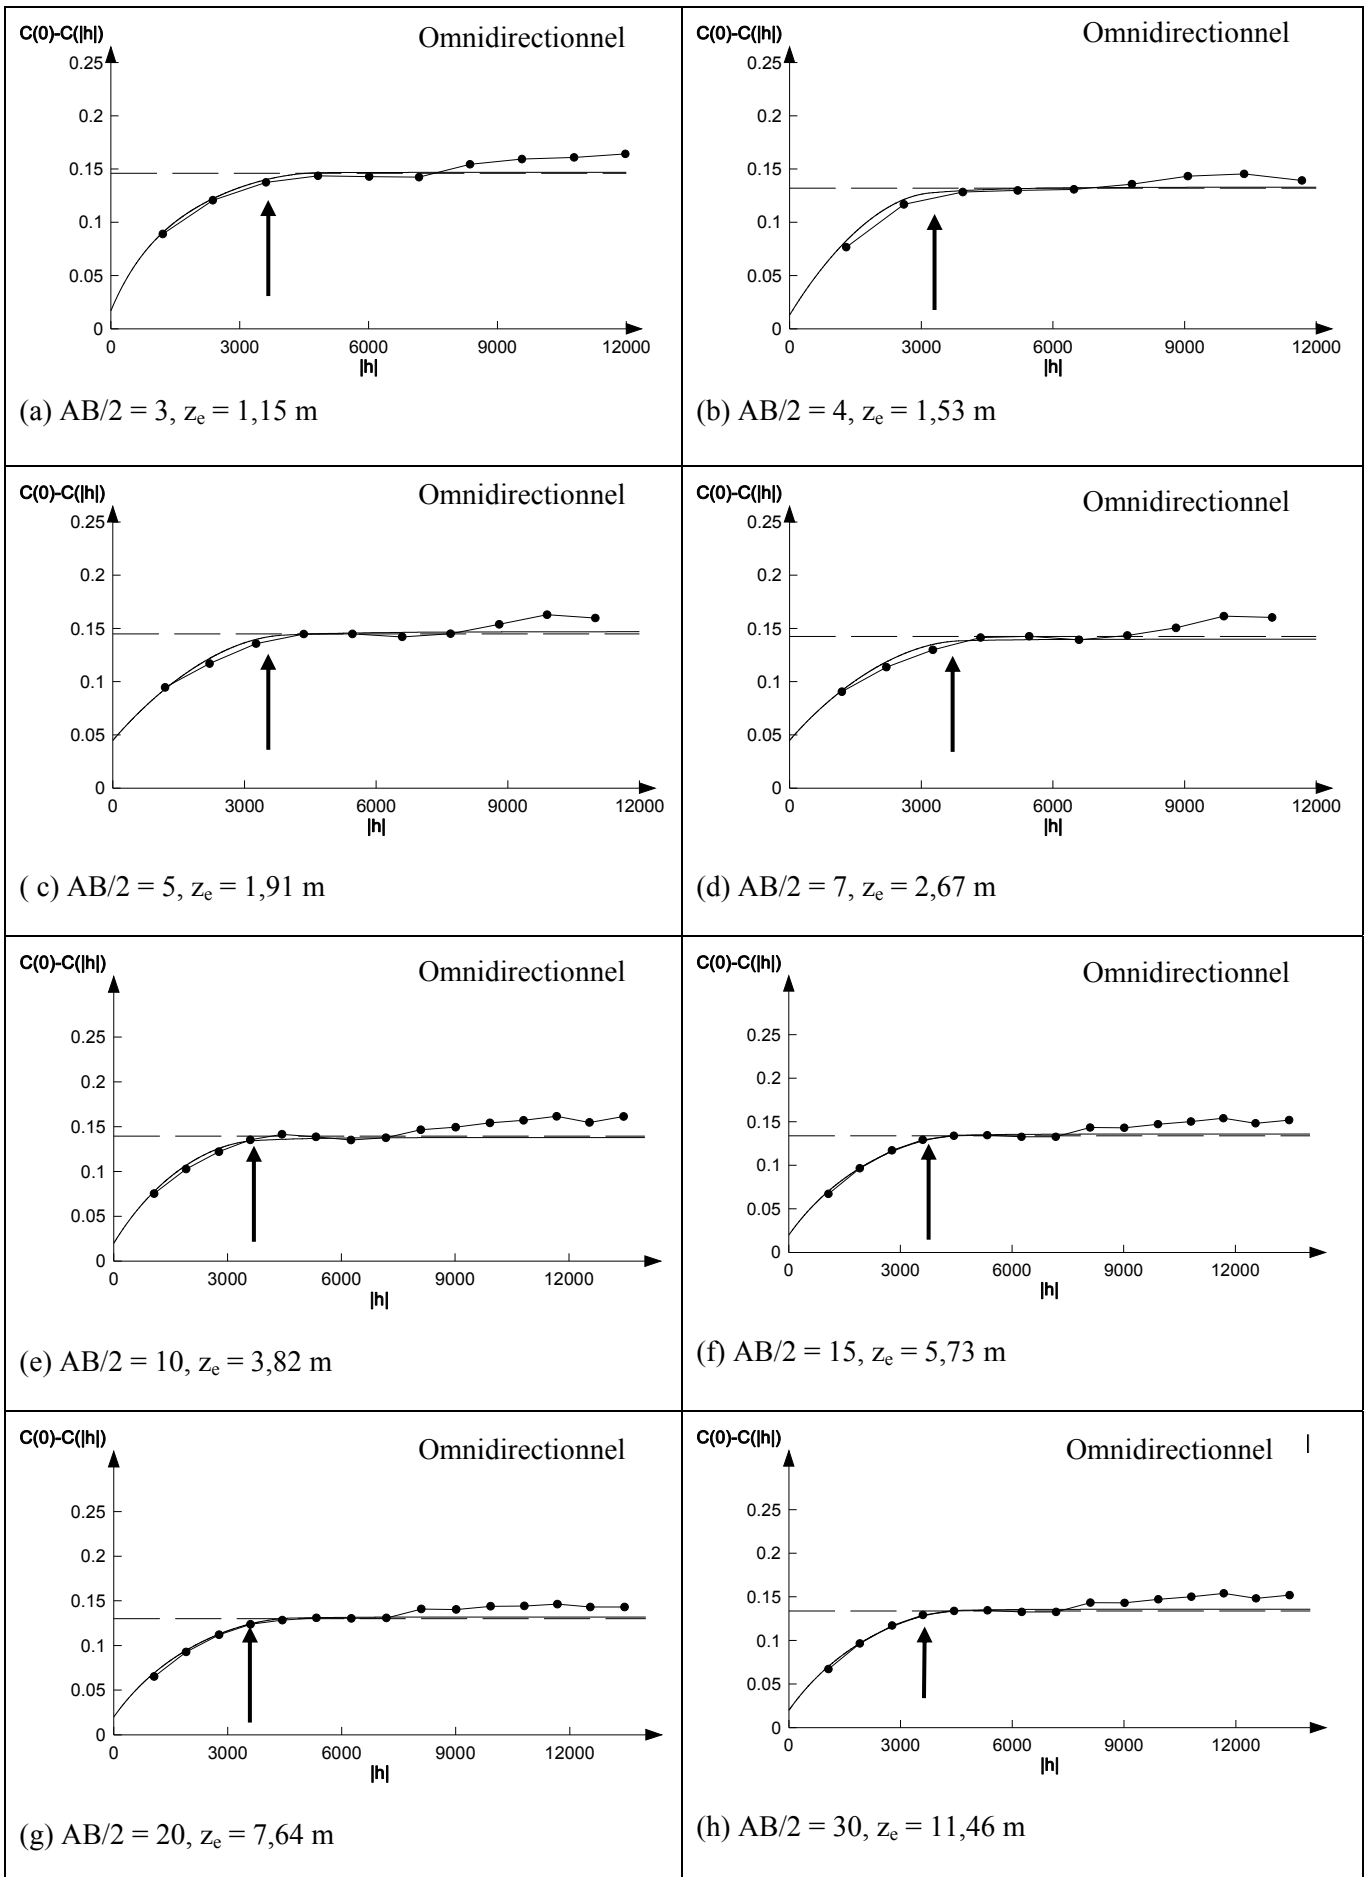 C(0)-C(|h|)
Omnidirectionnel
0.25
0.2
0.15
0.1
0.05
0
0 3000 6000 9000 12000
|h|
(a) AB/2 = 3, ze = 1,15 m
C(0)-C(|h|)
Omnidirectionnel
0.25
0.2
0.15
0.1
0.05
0
0 3000 6000 9000 12000
|h|
(b) AB/2 = 4, ze = 1,53 m
C(0)-C(|h|)
Omnidirectionnel
0.25
0.2
0.15
0.1
0.05
0
0 3000 6000 9000 12000
|h|
( c) AB/2 = 5, ze = 1,91 m
C(0)-C(|h|)
Omnidirectionnel
0.25
0.2
0.15
0.1
0.05
0
0 3000 6000 9000 12000
|h|
(d) AB/2 = 7, ze = 2,67 m
C(0)-C(|h|)
Omnidirectionnel
0.25
0.2
0.15
0.1
0.05
0
0 3000 6000 9000 12000
|h|
(e) AB/2 = 10, ze = 3,82 m
C(0)-C(|h|)
Omnidirectionnel
0.25
0.2
0.15
0.1
0.05
0
0 3000 6000 9000 12000
|h|
(f) AB/2 = 15, ze = 5,73 m
C(0)-C(|h|)
Omnidirectionnel
0.25
0.2
0.15
0.1
0.05
0
0 3000 6000 9000 12000
|h|
(g) AB/2 = 20, ze = 7,64 m
C(0)-C(|h|)
Omnidirectionnel |
0.25
0.2
0.15
0.1
0.05
0
0 3000 6000 9000 12000
|h|
(h) AB/2 = 30, ze = 11,46 m